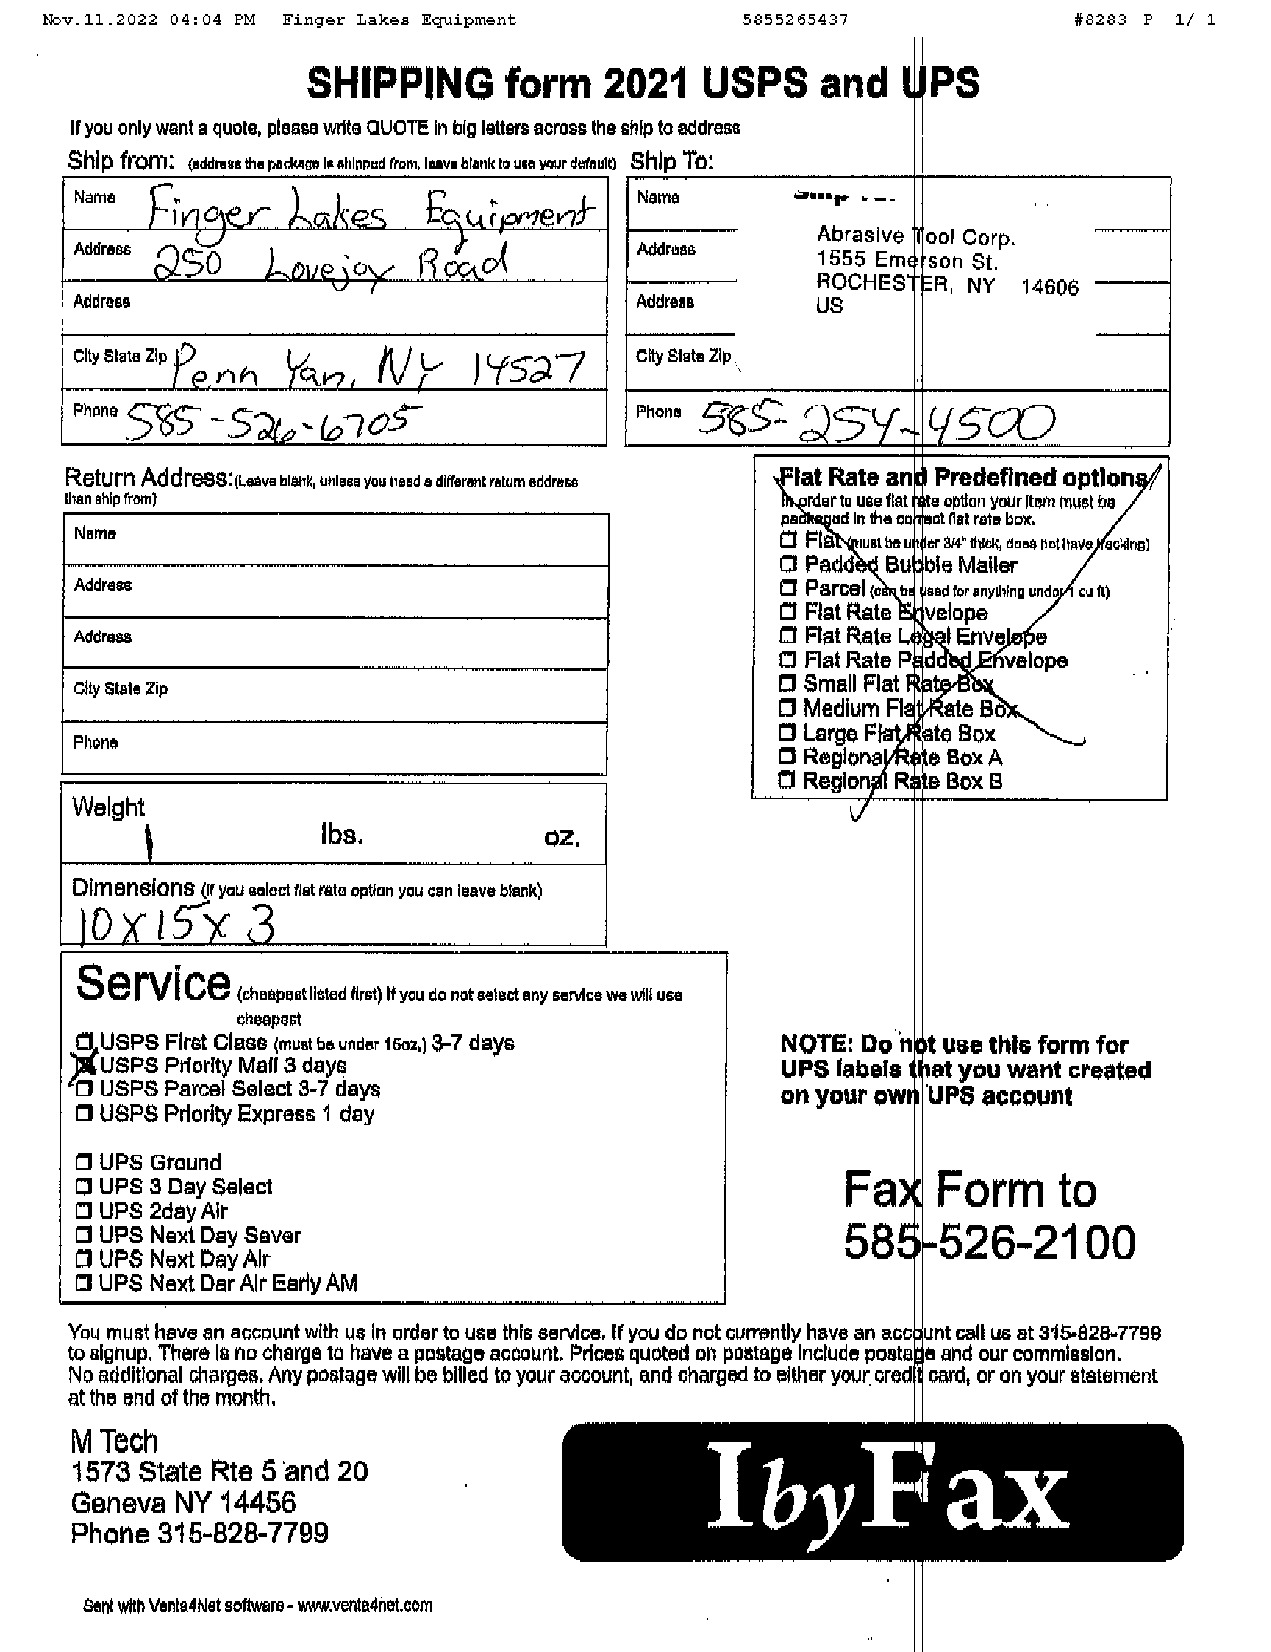 Nov.11.2022 04:04 PM Finger Lakes Equipment 5855265437 #8283 P 1/ 1
SHIPPING form 2021 USPS and UPS
If you only want a quote, please write QUOTE in big letters across the ship to address
Ship from: (address the package is shipped from, leave blank to use your default) Ship To:
Name Finger Lakes Equipment
Address 250 Lovejoy Road
Address
City State Zip Penn Yan, NY 14527
Phone 585-526-6705
Name
Abrasive Tool Corp.
Address 1555 Emerson St.
ROCHESTER, NY 14606
Address US
City State Zip
Phone 585-254-4500
Return Address: (Leave blank, unless you need a different return address
than ship from)
Name
Address
Address
City State Zip
Phone
Flat Rate and Predefined options
In order to use flat rate option your item must be
packaged in the correct flat rate box.
Flat (must be under 3/4" thick, does not have packing)
Padded Bubble Mailer
Parcel (can be used for anything under 1 cu ft)
Flat Rate Envelope
Flat Rate Legal Envelope
Flat Rate Padded Envelope
Small Flat Rate Box
Medium Flat Rate Box
Large Flat Rate Box
Regional Rate Box A
Regional Rate Box B
Weight
1 lbs. oz.
Dimensions (if you select flat rate option you can leave blank)
10 x 15 x 3
Service (cheapest listed first) If you do not select any service we will use
cheapest
USPS First Class (must be under 16oz.) 3-7 days
USPS Priority Mail 3 days
USPS Parcel Select 3-7 days
USPS Priority Express 1 day
UPS Ground
UPS 3 Day Select
UPS 2day Air
UPS Next Day Saver
UPS Next Day Air
UPS Next Dar Air Early AM
NOTE: Do not use this form for
UPS labels that you want created
on your own UPS account
Fax Form to
585-526-2100
You must have an account with us in order to use this service. If you do not currently have an account call us at 315-828-7799
to signup. There is no charge to have a postage account. Prices quoted on postage include postage and our commission.
No additional charges. Any postage will be billed to your account, and charged to either your credit card, or on your statement
at the end of the month.
M Tech
1573 State Rte 5 and 20
Geneva NY 14456
Phone 315-828-7799
IbyFax
Sent with Venta4Net software - www.venta4net.com